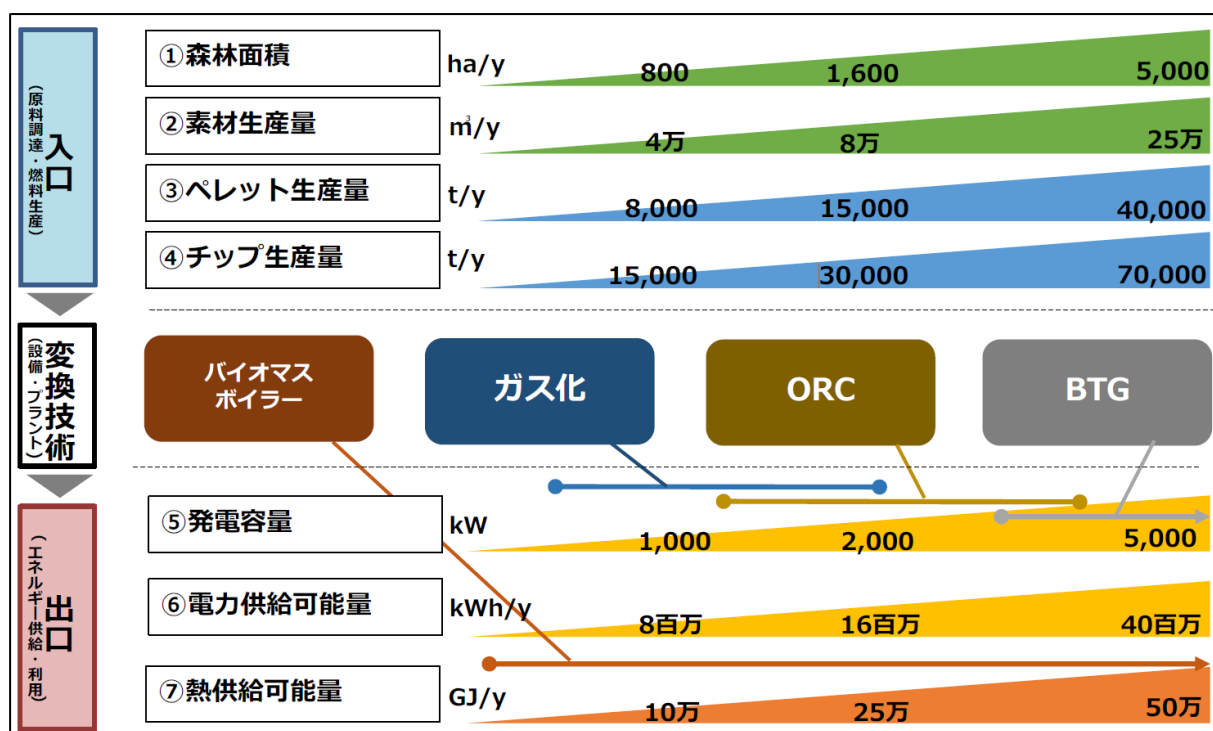 入口
(原料調達・燃料生産)
①森林面積
ha/y
800
1,600
5,000
②素材生産量
㎥/y
4万
8万
25万
③ペレット生産量
t/y
8,000
15,000
40,000
④チップ生産量
t/y
15,000
30,000
70,000
変換技術
(設備・プラント)
バイオマス
ボイラー
ガス化
ORC
BTG
出口
(エネルギー供給・利用)
⑤発電容量
kW
1,000
2,000
5,000
⑥電力供給可能量
kWh/y
8百万
16百万
40百万
⑦熱供給可能量
GJ/y
10万
25万
50万